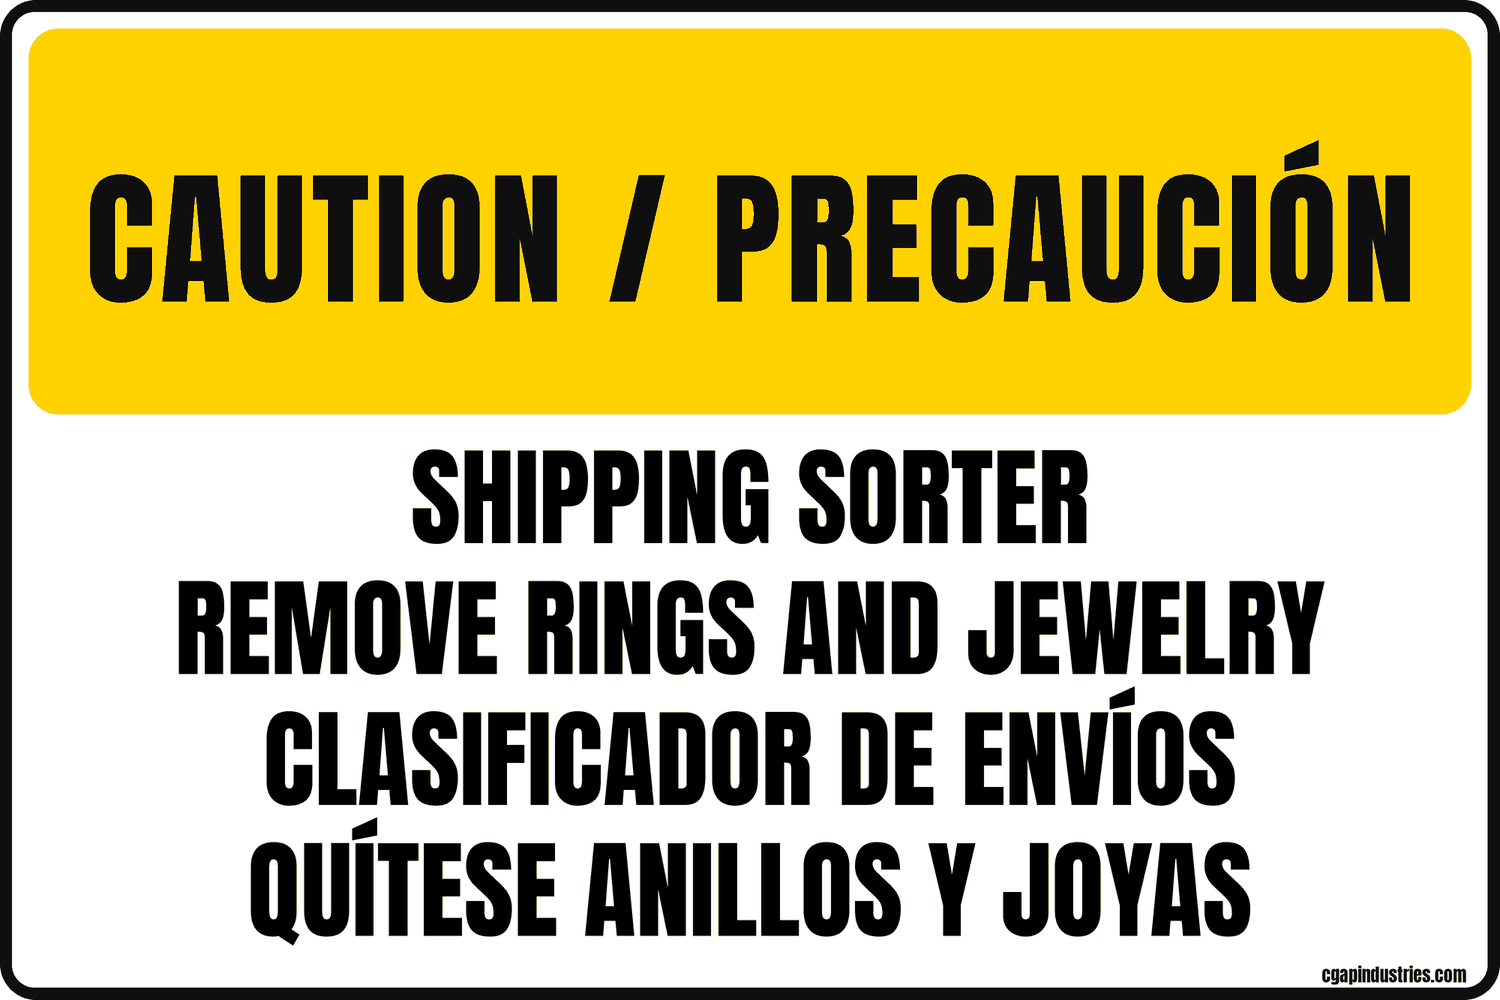 CAUTION / PRECAUCIÓN
SHIPPING SORTER
REMOVE RINGS AND JEWELRY
CLASIFICADOR DE ENVÍOS
QUÍTESE ANILLOS Y JOYAS
cgapindustries.com